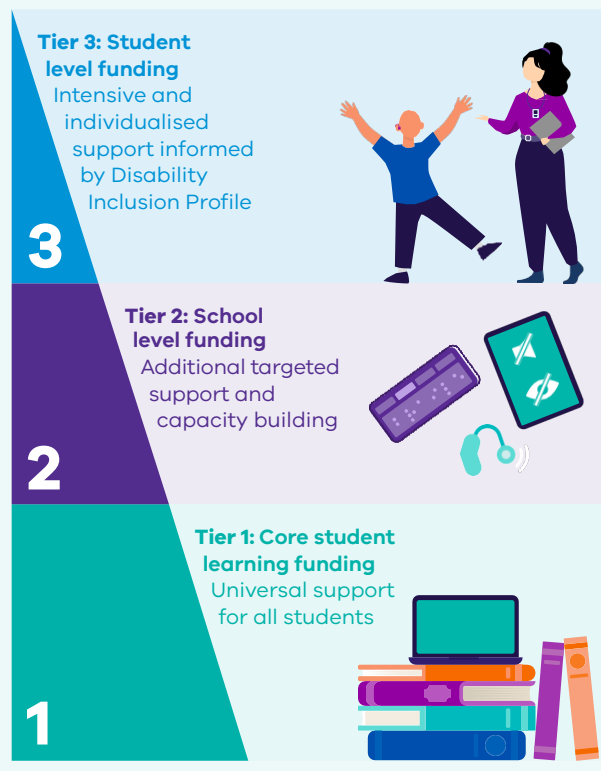 Tier 3: Student
level funding
Intensive and
individualised
support informed
by Disability
Inclusion Profile
3
Tier 2: School
level funding
Additional targeted
support and
capacity building
2
Tier 1: Core student
learning funding
Universal support
for all students
1